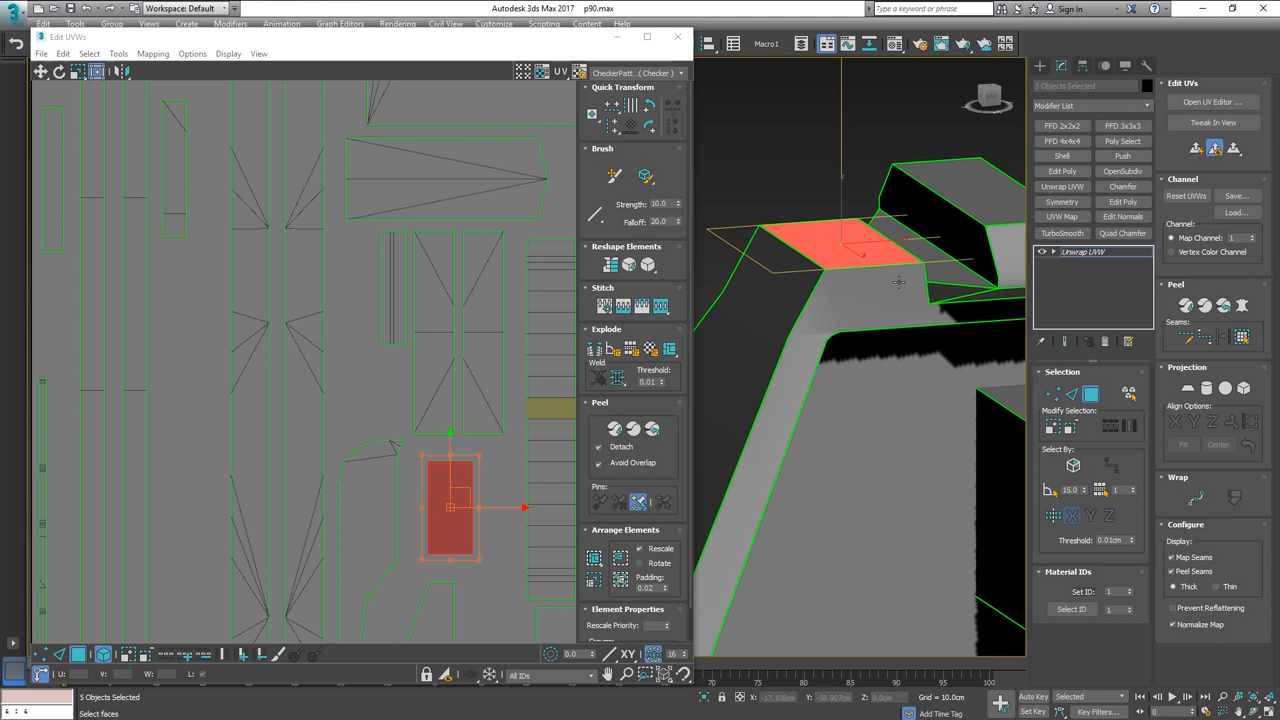 Workspace: Default
Autodesk 3ds Max 2017
p90.max
Type a keyword or phrase
Sign In
Help
Edit
Tools
Group
Views
Create
Modifiers
Animation
Graph Editors
Rendering
Civil View
Customize
Scripting
Content
Edit UVWs
File
Edit
Select
Tools
Mapping
Options
Display
View
Macro1
UV
CheckerPatt... ( Checker )
Quick Transform
Brush
Strength: 10.0
Falloff: 20.0
Reshape Elements
Stitch
Explode
Weld
Threshold:
0.01
Peel
Detach
Avoid Overlap
Pins:
Arrange Elements
Rescale
Rotate
Padding:
0.02
Element Properties
Rescale Priority:
5 Objects Selected
Modifier List
FFD 2x2x2
FFD 3x3x3
FFD 4x4x4
Poly Select
Shell
Push
Edit Poly
OpenSubdiv
Unwrap UVW
Chamfer
Symmetry
Edit Poly
UVW Map
Edit Normals
TurboSmooth
Quad Chamfer
Unwrap UVW
Selection
Modify Selection:
Select By:
15.0
1
X Y Z
Threshold: 0.01cm
Material IDs
Set ID: 1
Select ID
1
Edit UVs
Open UV Editor ...
Tweak In View
Channel
Reset UVWs
Save...
Load...
Channel:
Map Channel: 1
Vertex Color Channel
Peel
Seams:
Projection
Align Options:
X Y Z
Fit
Center
Wrap
Configure
Display:
Map Seams
Peel Seams
Thick
Thin
Prevent Reflattening
Normalize Map
0.0
XY
16
U:
V:
W:
L:
All IDs
75
80
85
90
95
100
5 Objects Selected
Select faces
X: -17.108cm
Y: -58.907cm
Z: 0.0cm
Grid = 10.0cm
Add Time Tag
Auto Key
Selected
Set Key
Key Filters...
0